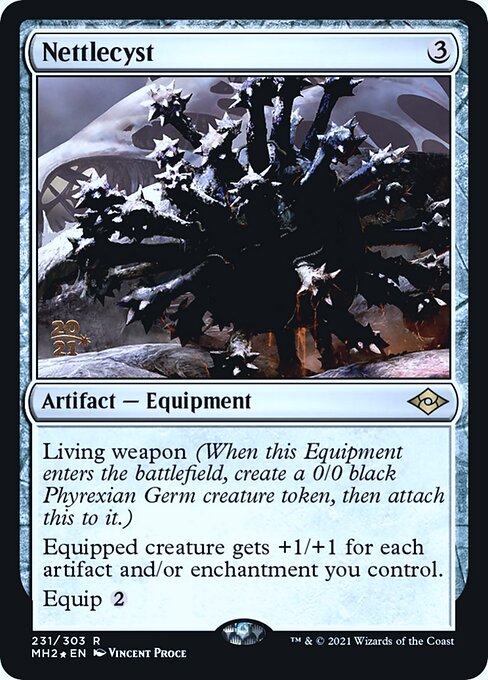 Nettlecyst 3
20
21
Artifact — Equipment
Living weapon (When this Equipment
enters the battlefield, create a 0/0 black
Phyrexian Germ creature token, then attach
this to it.)
Equipped creature gets +1/+1 for each
artifact and/or enchantment you control.
Equip 2
231/303 R
MH2★EN Vincent Proce
™ & © 2021 Wizards of the Coast